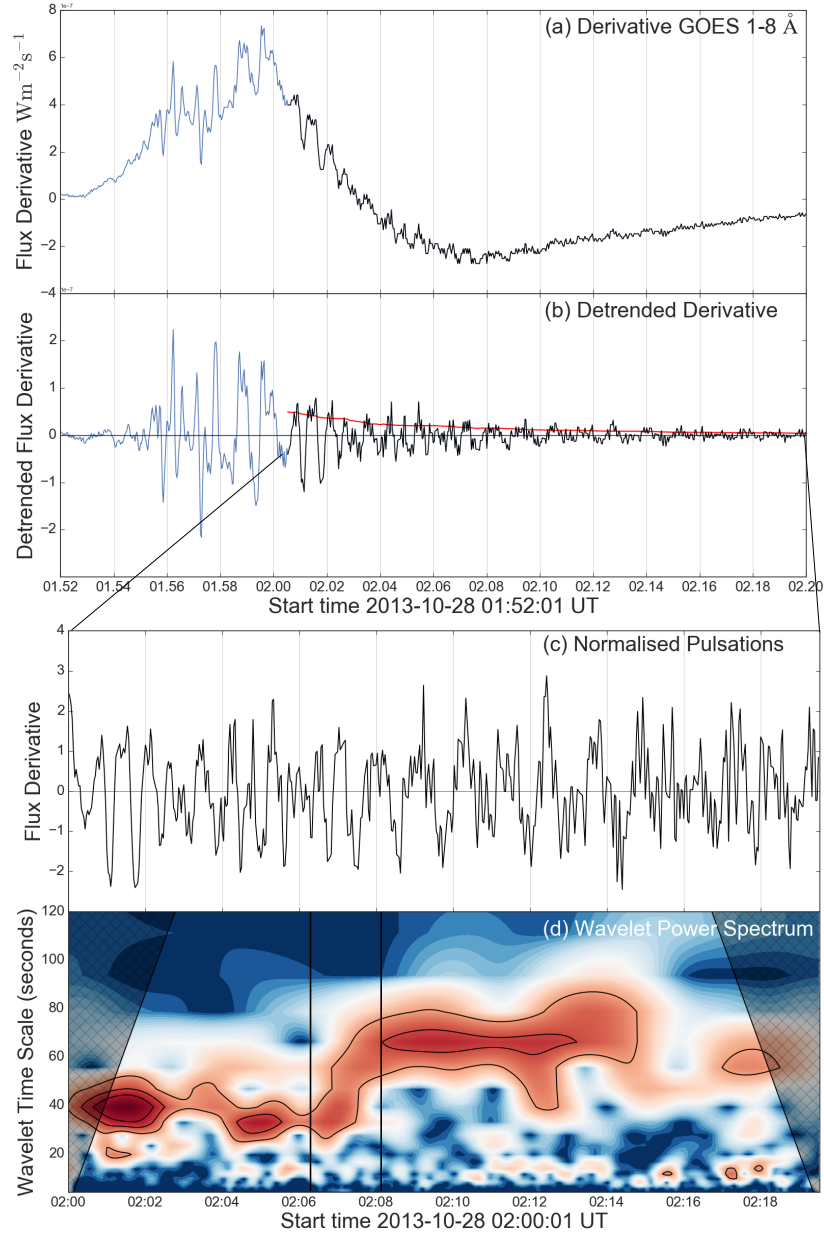 1e-7
(a) Derivative GOES 1-8 Å
Flux Derivative Wm⁻²s⁻¹
8
6
4
2
0
−2
−4
1e-7
(b) Detrended Derivative
Detrended Flux Derivative
2
1
0
−1
−2
01.52 01.54 01.56 01.58 02.00 02.02 02.04 02.06 02.08 02.10 02.12 02.14 02.16 02.18 02.20
Start time 2013-10-28 01:52:01 UT
(c) Normalised Pulsations
Flux Derivative
4
3
2
1
0
−1
−2
(d) Wavelet Power Spectrum
Wavelet Time Scale (seconds)
120
100
80
60
40
20
02:00 02:02 02:04 02:06 02:08 02:10 02:12 02:14 02:16 02:18
Start time 2013-10-28 02:00:01 UT